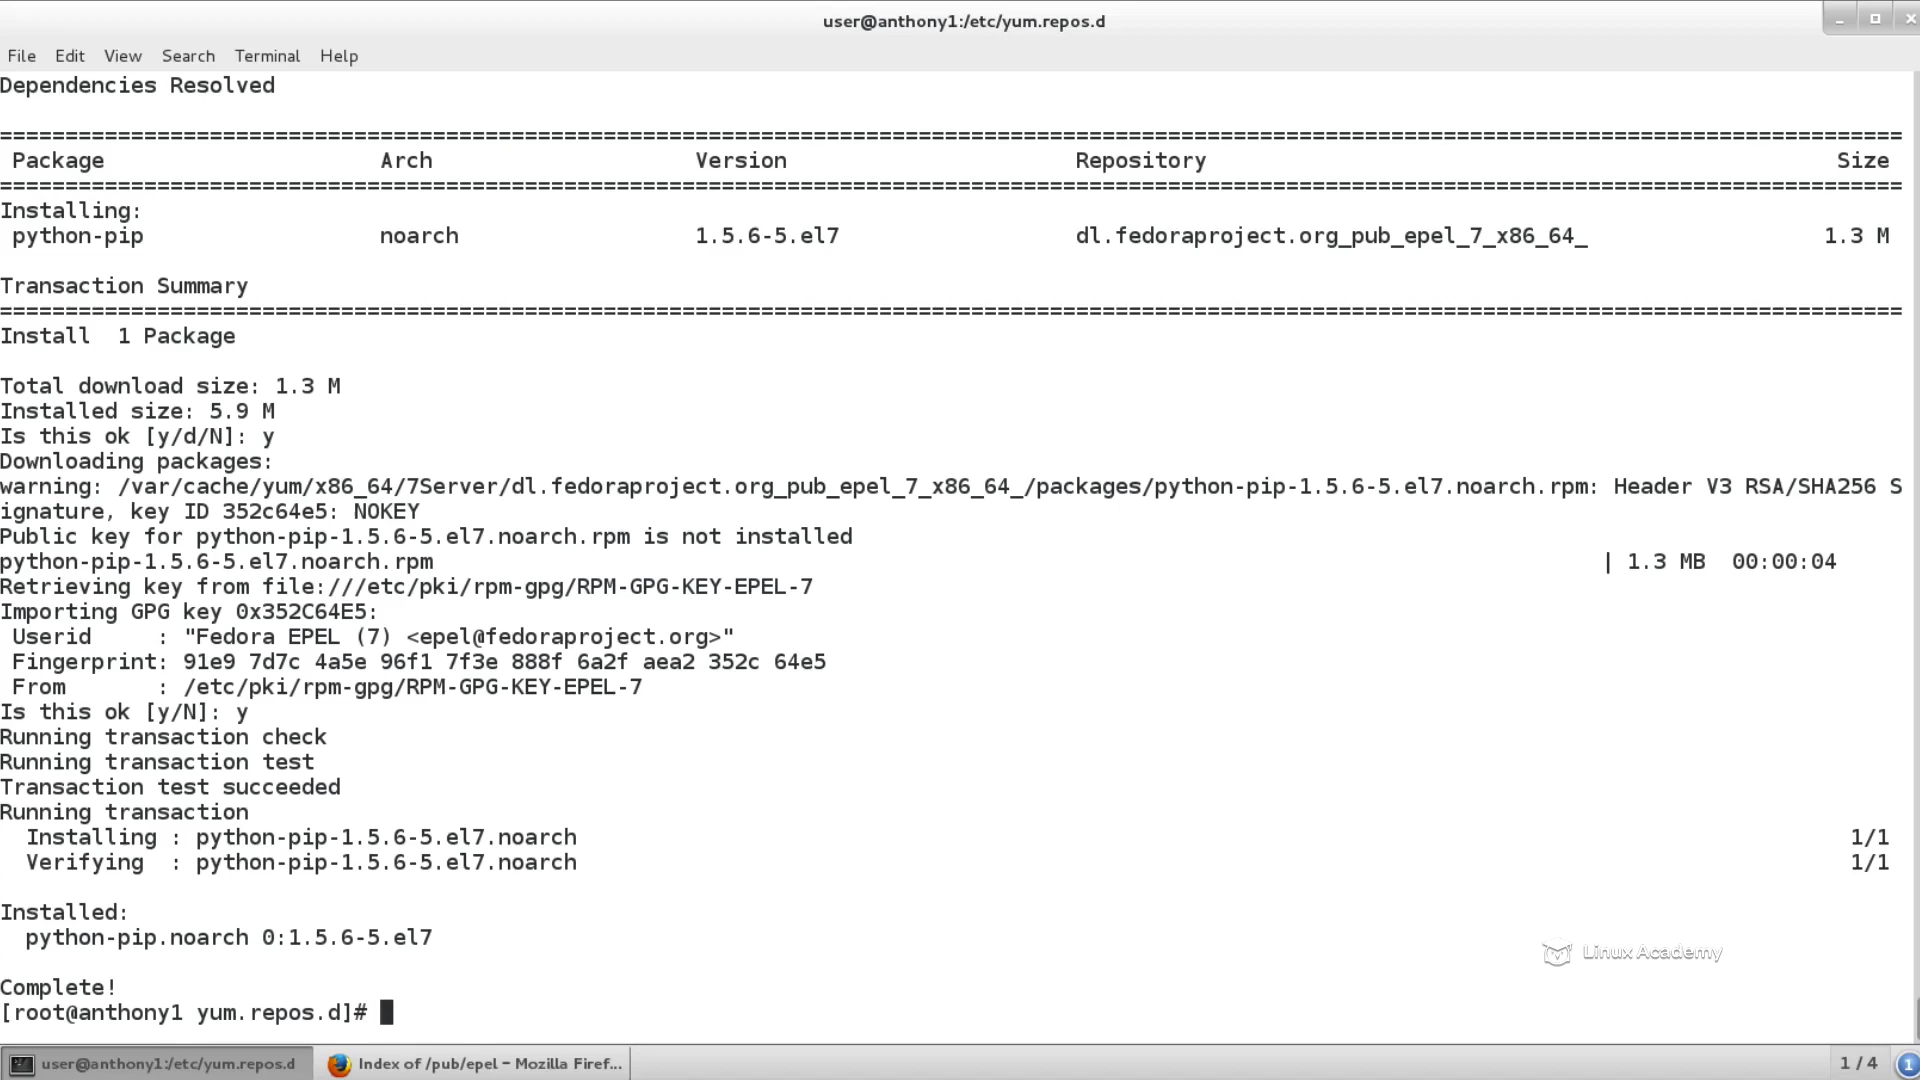 user@anthony1:/etc/yum.repos.d
File Edit View Search Terminal Help
Dependencies Resolved
================================================================================================================================================
Package Arch Version Repository Size
================================================================================================================================================
Installing:
python-pip noarch 1.5.6-5.el7 dl.fedoraproject.org_pub_epel_7_x86_64_ 1.3 M
Transaction Summary
================================================================================================================================================
Install 1 Package
Total download size: 1.3 M
Installed size: 5.9 M
Is this ok [y/d/N]: y
Downloading packages:
warning: /var/cache/yum/x86_64/7Server/dl.fedoraproject.org_pub_epel_7_x86_64_/packages/python-pip-1.5.6-5.el7.noarch.rpm: Header V3 RSA/SHA256 S
ignature, key ID 352c64e5: NOKEY
Public key for python-pip-1.5.6-5.el7.noarch.rpm is not installed
python-pip-1.5.6-5.el7.noarch.rpm | 1.3 MB 00:00:04
Retrieving key from file:///etc/pki/rpm-gpg/RPM-GPG-KEY-EPEL-7
Importing GPG key 0x352C64E5:
Userid : "Fedora EPEL (7) <epel@fedoraproject.org>"
Fingerprint: 91e9 7d7c 4a5e 96f1 7f3e 888f 6a2f aea2 352c 64e5
From : /etc/pki/rpm-gpg/RPM-GPG-KEY-EPEL-7
Is this ok [y/N]: y
Running transaction check
Running transaction test
Transaction test succeeded
Running transaction
Installing : python-pip-1.5.6-5.el7.noarch 1/1
Verifying : python-pip-1.5.6-5.el7.noarch 1/1
Installed:
python-pip.noarch 0:1.5.6-5.el7
Linux Academy
Complete!
[root@anthony1 yum.repos.d]#
user@anthony1:/etc/yum.repos.d Index of /pub/epel - Mozilla Firef... 1 / 4 1